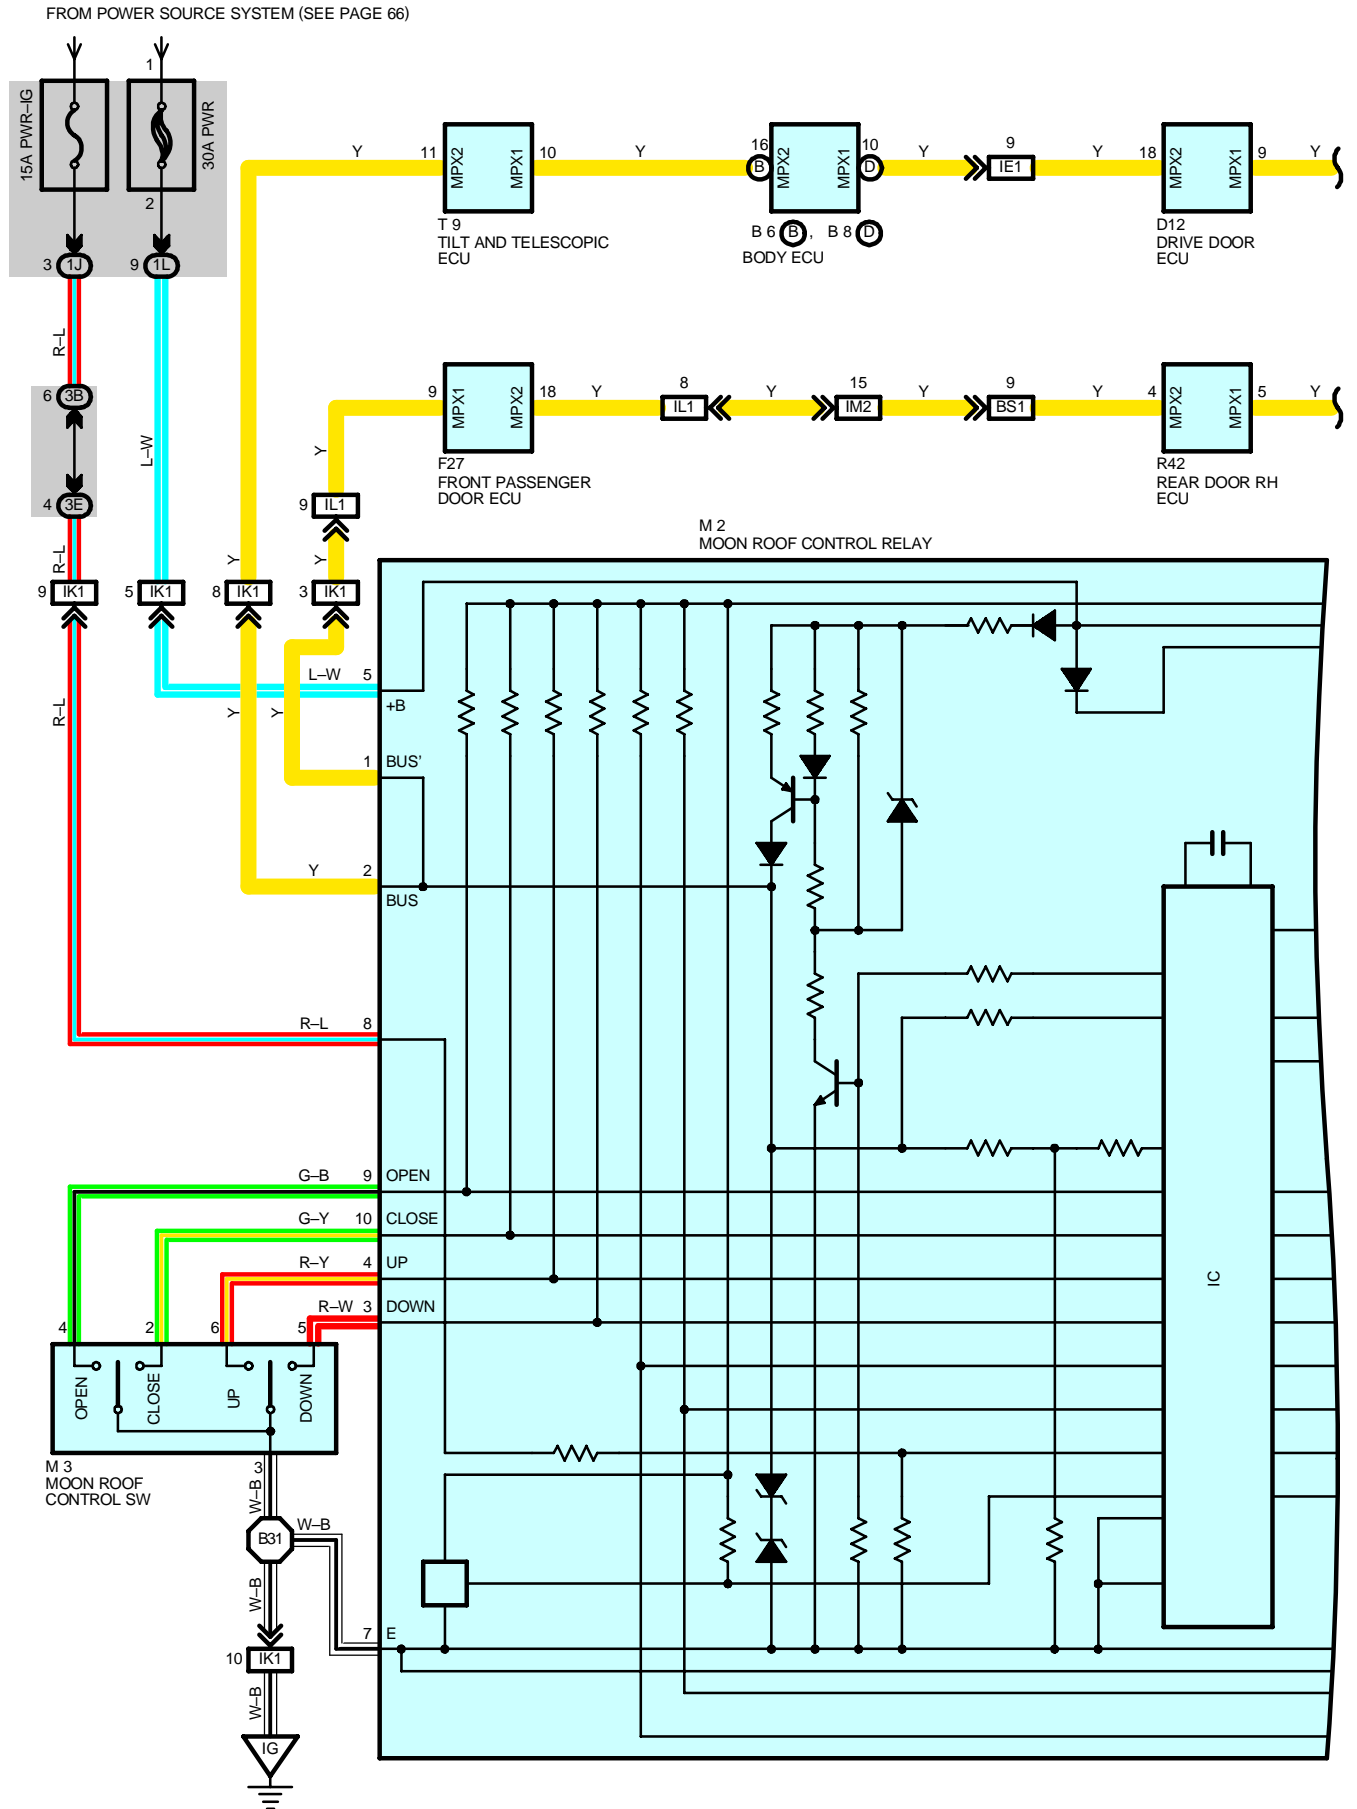 FROM POWER SOURCE SYSTEM (SEE PAGE 66)
15A PWR–IG
1
30A PWR
2
3 1J
9 1L
R–L
6 3B
4 3E
R–L
L–W
Y
11 MPX2 MPX1 10
T 9
TILT AND TELESCOPIC
ECU
Y
16 B MPX2 MPX1 10 D
B 6 B , B 8 D
BODY ECU
Y
9
IE1
Y
18 MPX2 MPX1 9
D12
DRIVE DOOR
ECU
Y
9 MPX1 MPX2 18
F27
FRONT PASSENGER
DOOR ECU
Y
8
IL1
Y
15
IM2
Y
9
BS1
Y
4 MPX2 MPX1 5
R42
REAR DOOR RH
ECU
Y
Y
9 IL1
Y
Y
9 IK1
5 IK1
8 IK1
3 IK1
M 2
MOON ROOF CONTROL RELAY
L–W 5
+B
R–L
Y
Y
1 BUS'
Y 2
BUS
R–L 8
G–B 9 OPEN
G–Y 10 CLOSE
R–Y 4 UP
R–W 3 DOWN
IC
4 2 6 5
OPEN
CLOSE
UP
DOWN
M 3
MOON ROOF
CONTROL SW
3
W–B
B31
W–B
W–B
7 E
10 IK1
W–B
IG